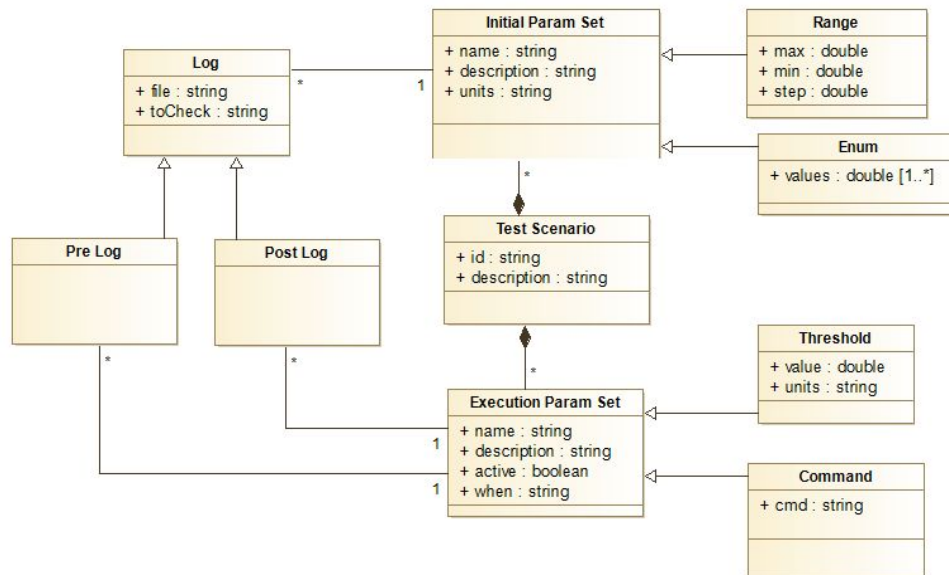 Initial Param Set
+ name : string
+ description : string
+ units : string
Range
+ max : double
+ min : double
+ step : double
Log
+ file : string
+ toCheck : string
*
1
Enum
+ values : double [1..*]
*
Test Scenario
+ id : string
+ description : string
Pre Log
Post Log
*
*
*
Threshold
+ value : double
+ units : string
Execution Param Set
+ name : string
+ description : string
+ active : boolean
+ when : string
1
1
Command
+ cmd : string